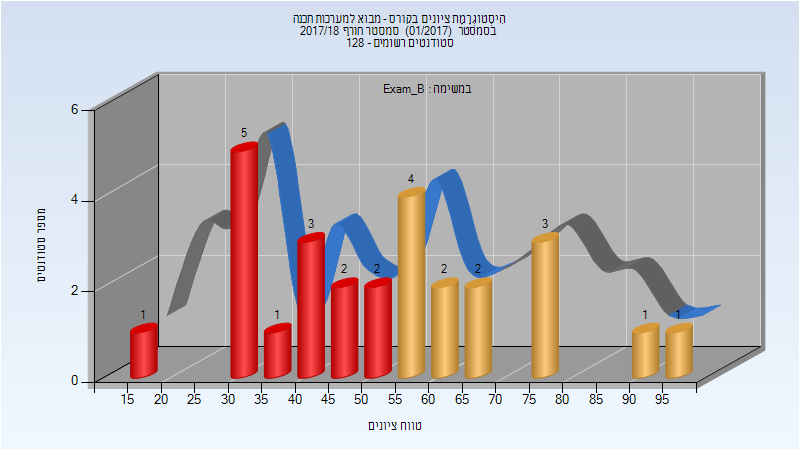 היסטוגרמת ציונים בקורס - מבוא למערכות תכנה
בסמסטר (01/2017) סמסטר חורף 2017/18
סטודנטים רשומים - 128
במשימה : Exam_B
6
4
2
0
מספר סטודנטים
1
5
1
3
2
2
4
2
2
3
1
1
15 20 25 30 35 40 45 50 55 60 65 70 75 80 85 90 95
טווח ציונים